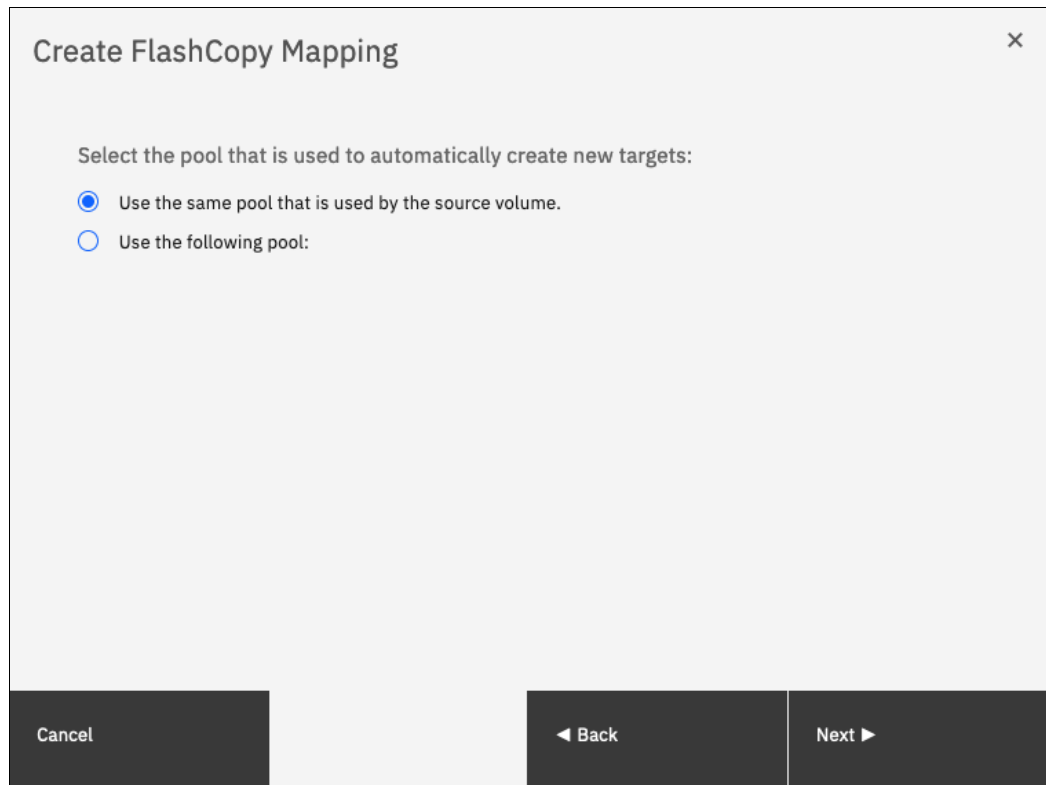 Create FlashCopy Mapping
Select the pool that is used to automatically create new targets:
Use the same pool that is used by the source volume.
Use the following pool:
Cancel
◄ Back
Next ►